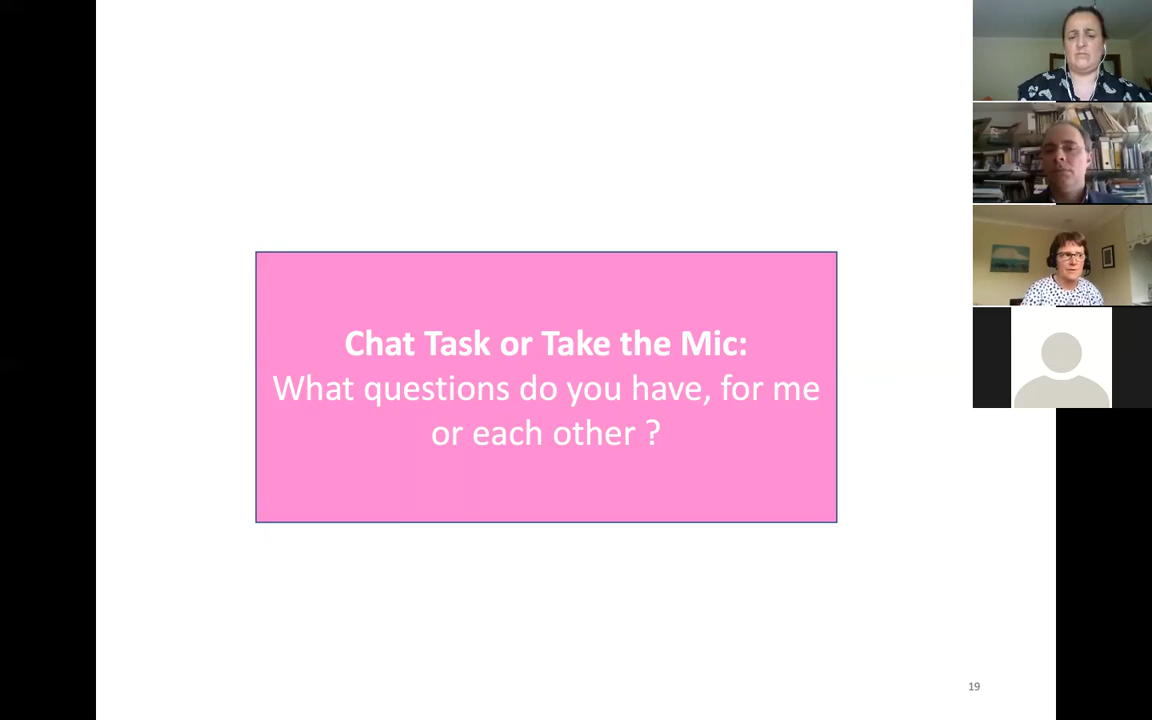 Chat Task or Take the Mic:
What questions do you have, for me
or each other ?
19